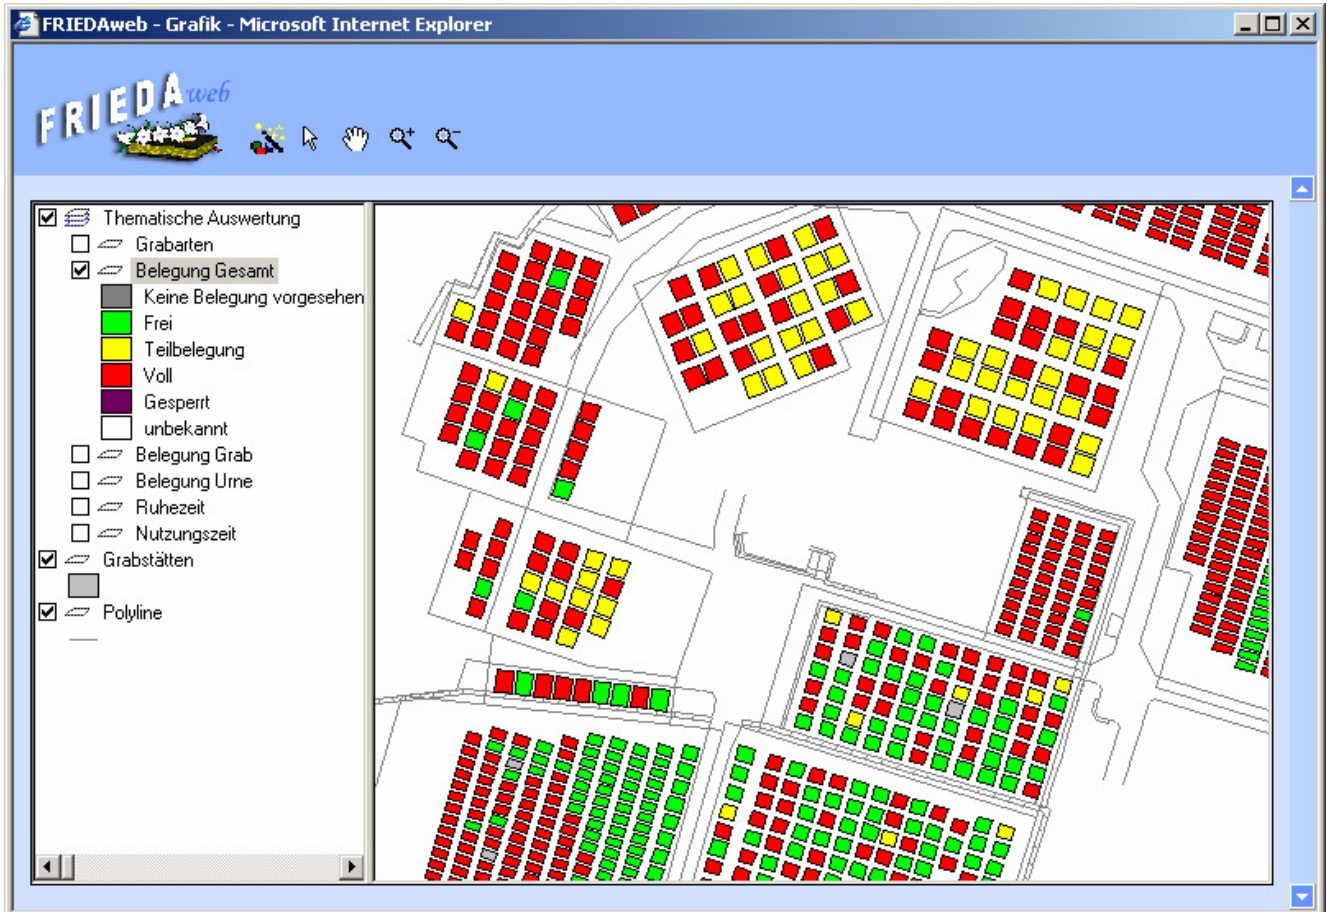 FRIEDAweb - Grafik - Microsoft Internet Explorer
FRIEDA web
Thematische Auswertung
Grabarten
Belegung Gesamt
Keine Belegung vorgesehen
Frei
Teilbelegung
Voll
Gesperrt
unbekannt
Belegung Grab
Belegung Urne
Ruhezeit
Nutzungszeit
Grabstätten
Polyline